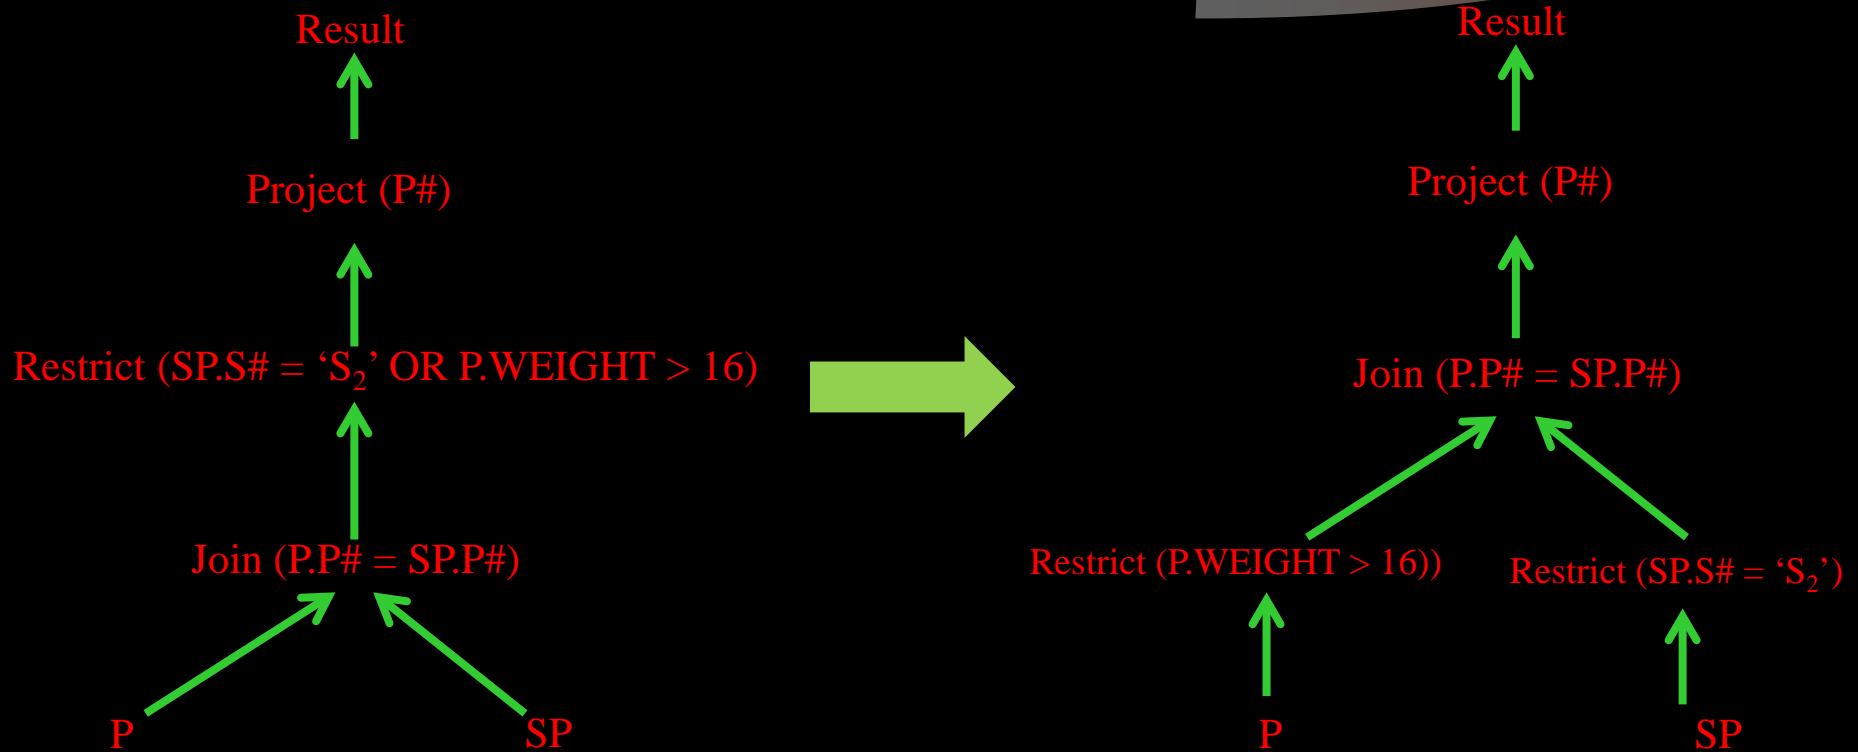 Result
Project (P#)
Restrict (SP.S# = ‘S₂’ OR P.WEIGHT > 16)
Join (P.P# = SP.P#)
P
SP
Result
Project (P#)
Join (P.P# = SP.P#)
Restrict (P.WEIGHT > 16))
Restrict (SP.S# = ‘S₂’)
P
SP